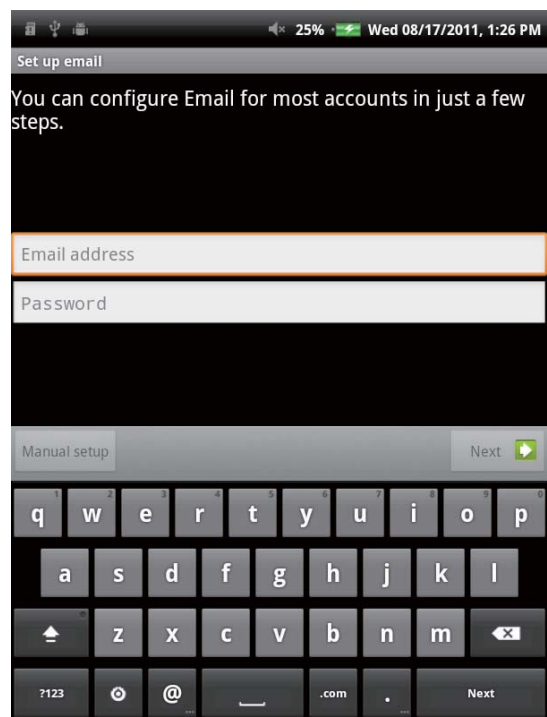 25% Wed 08/17/2011, 1:26 PM
Set up email
You can configure Email for most accounts in just a few
steps.
Email address
Password
Manual setup Next
1 2 3 4 5 6 7 8 9 0
q w e r t y u i o p
a s d f g h j k l
z x c v b n m
?123 @ ... .com . ... Next